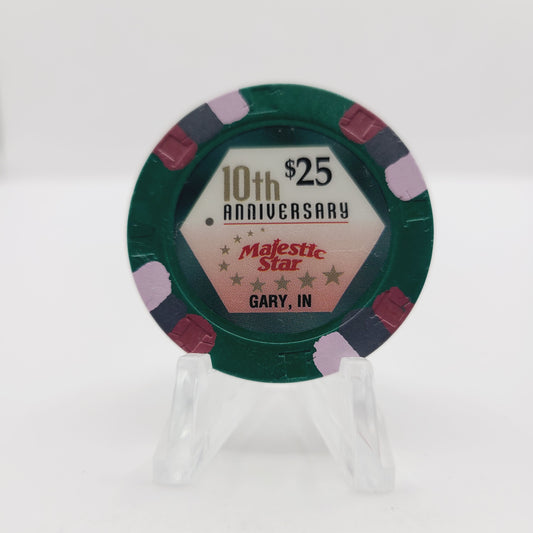 10th $25
ANNIVERSARY
Majestic
Star
GARY, IN